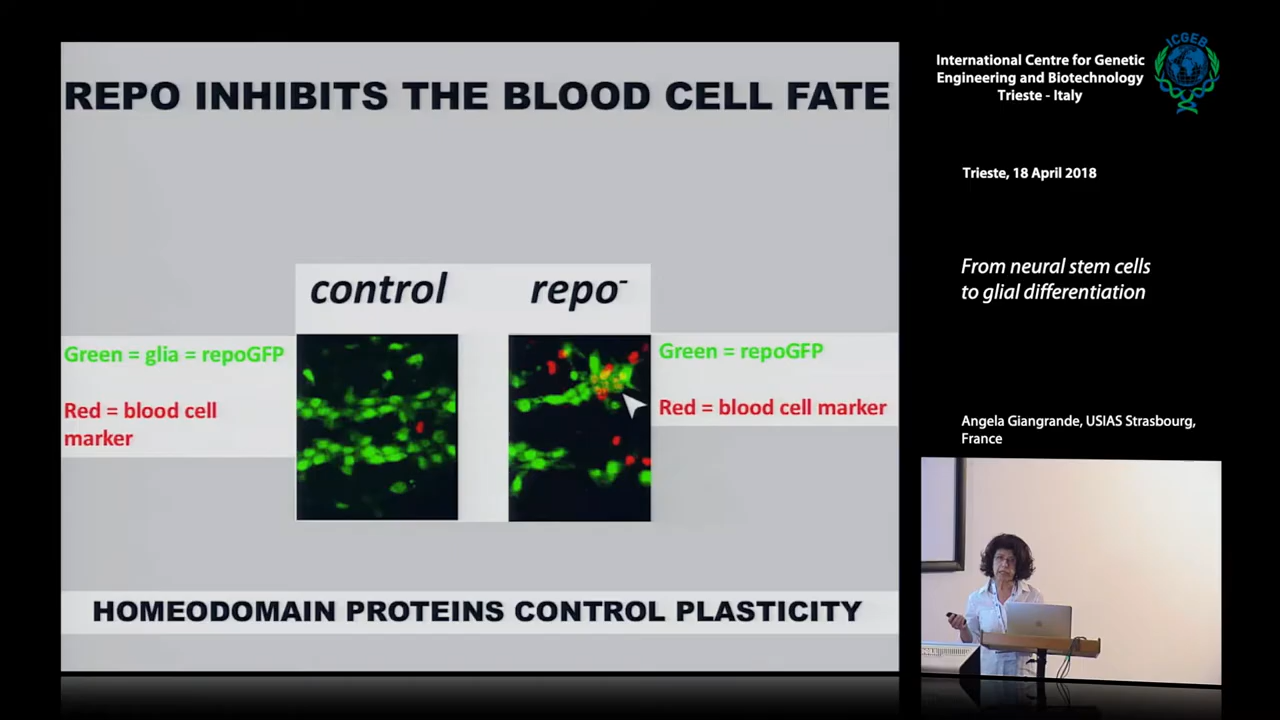 REPO INHIBITS THE BLOOD CELL FATE
control
repo-
Green = glia = repoGFP
Red = blood cell
marker
Green = repoGFP
Red = blood cell marker
HOMEODOMAIN PROTEINS CONTROL PLASTICITY
International Centre for Genetic
Engineering and Biotechnology
Trieste - Italy
ICGEB
Trieste, 18 April 2018
From neural stem cells
to glial differentiation
Angela Giangrande, USIAS Strasbourg,
France